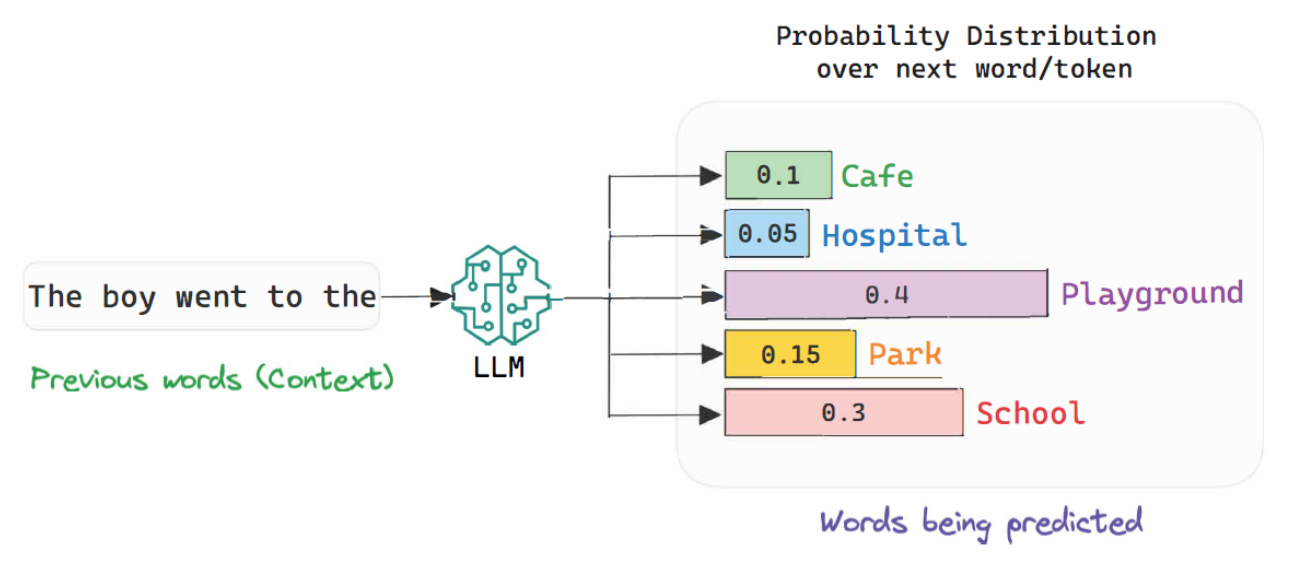 Probability Distribution
over next word/token
0.1 Cafe
0.05 Hospital
The boy went to the
0.4 Playground
0.15 Park
LLM
Previous words (Context)
0.3 School
Words being predicted